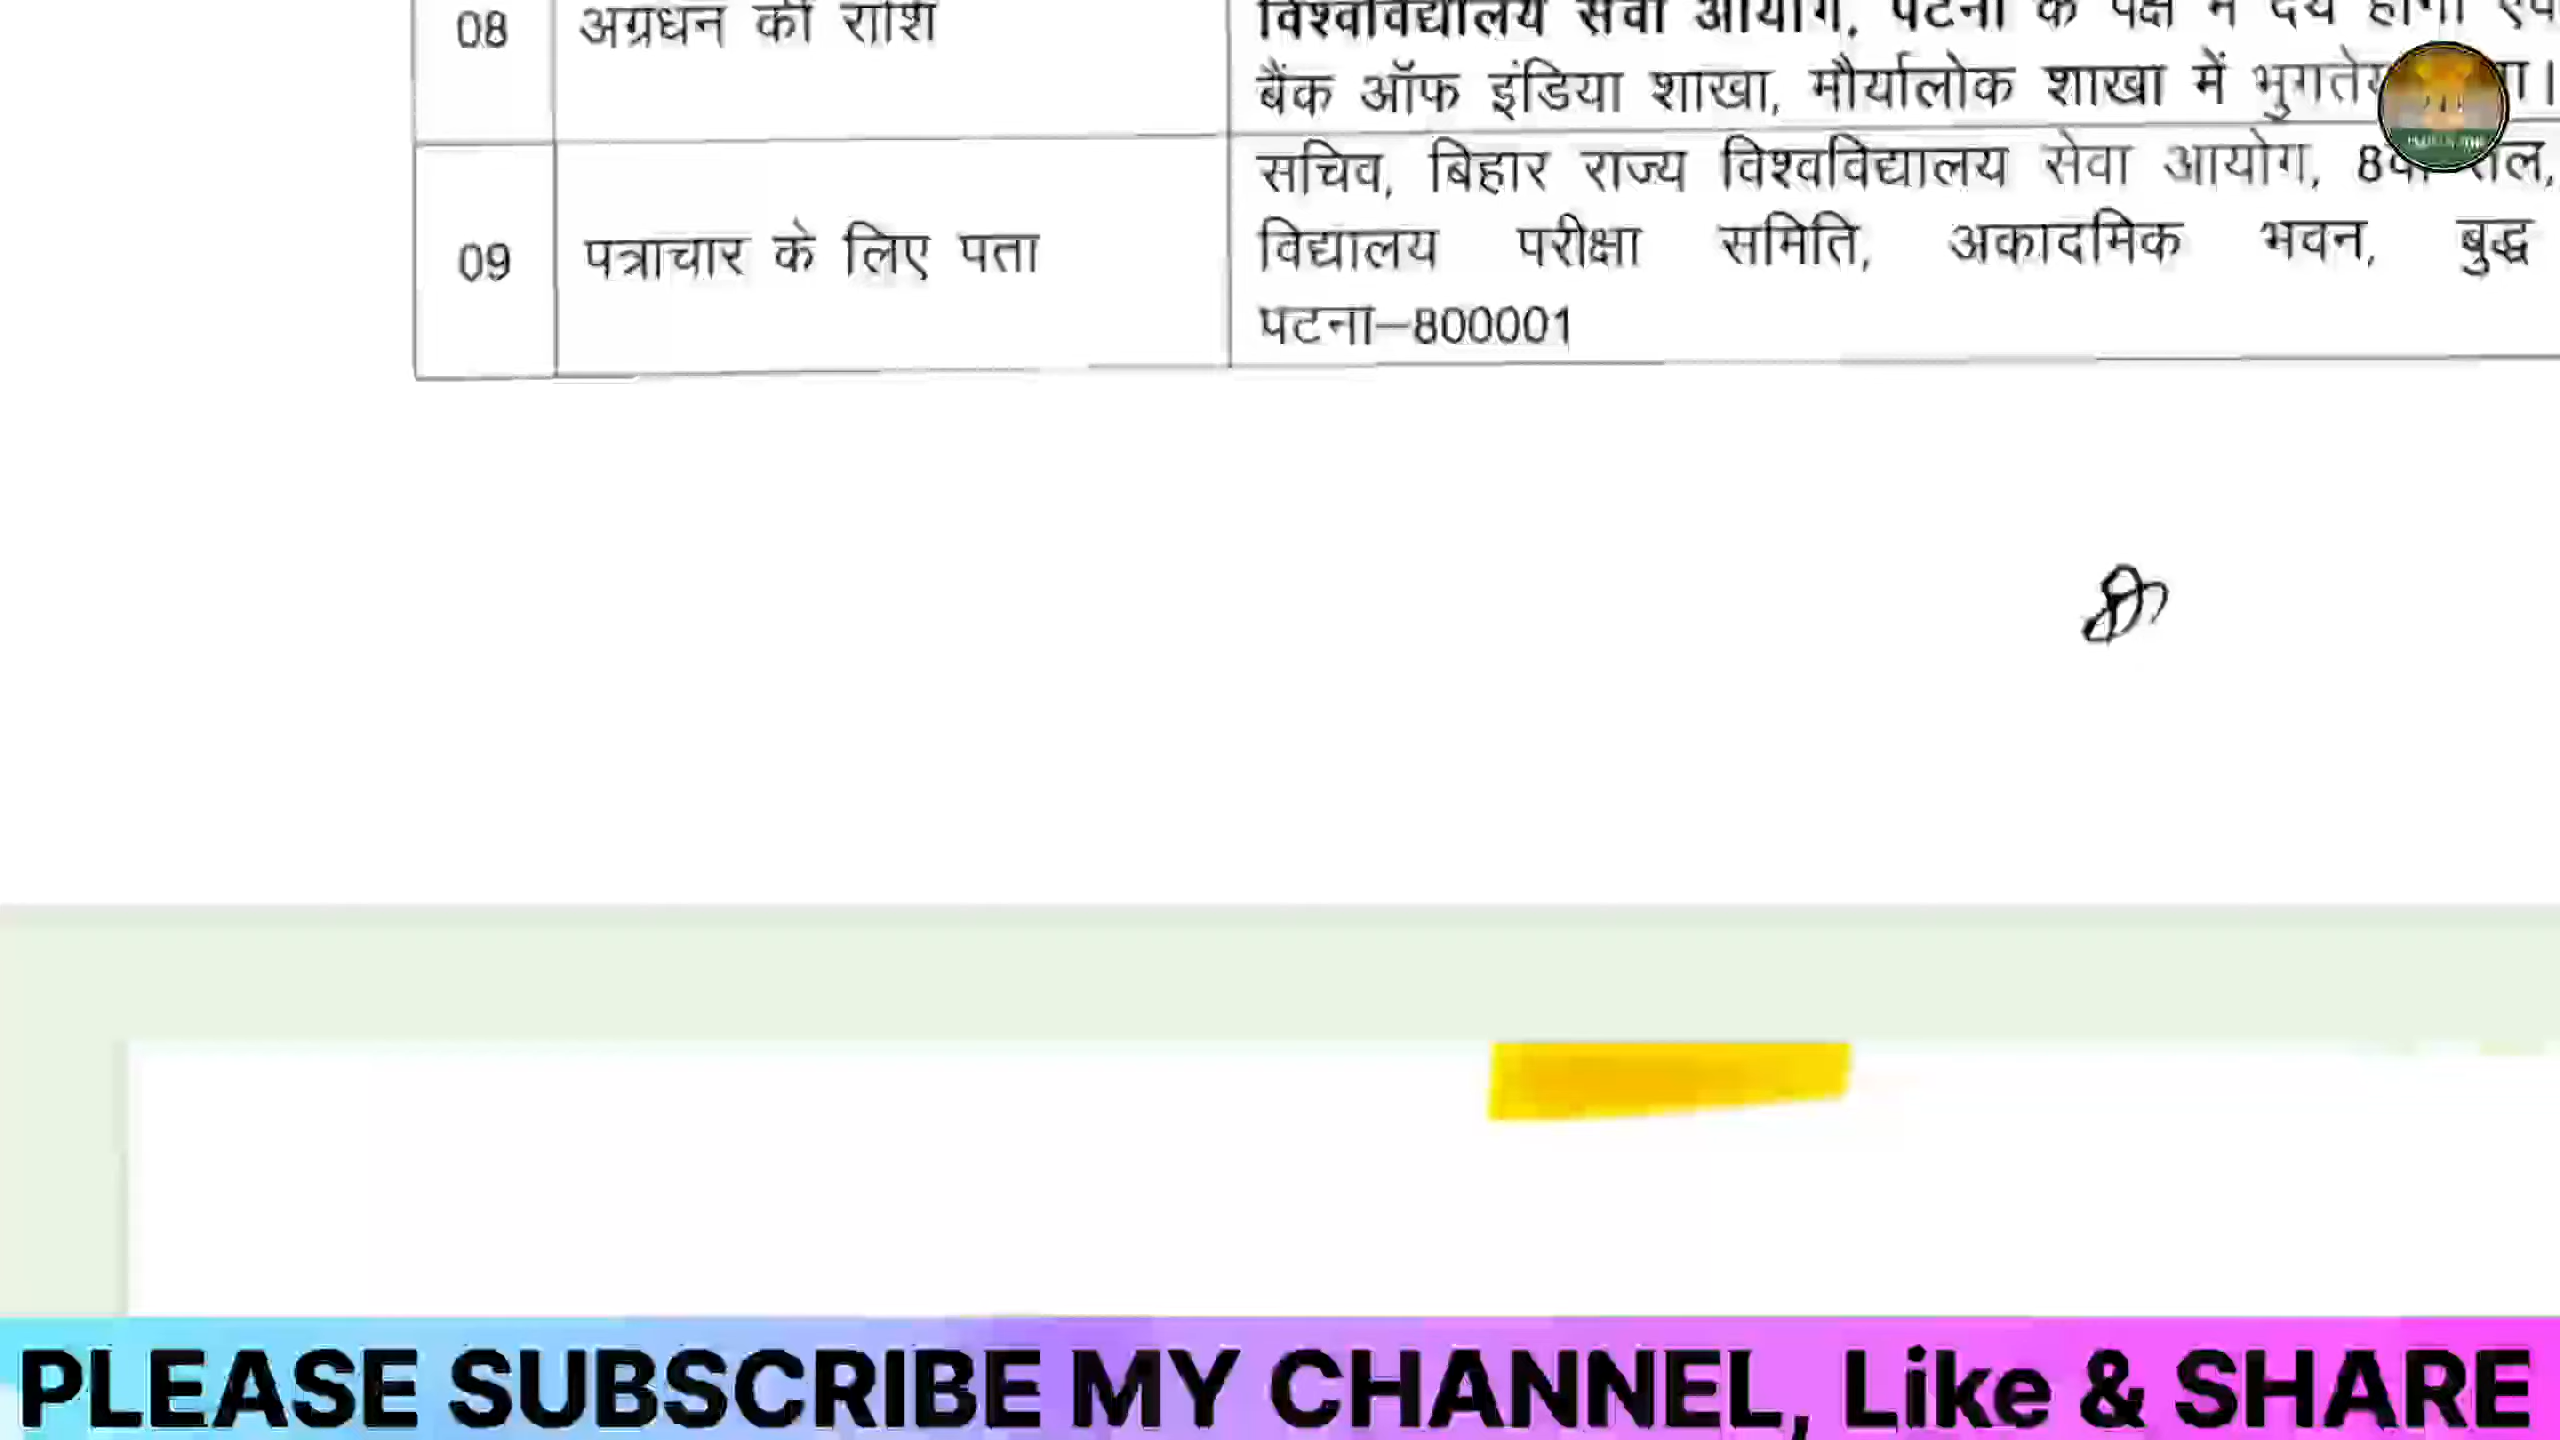 08 अग्रधन की राशि विश्वविद्यालय सेवा आयोग, पटना के पक्ष में देय होगा
बैंक ऑफ इंडिया शाखा, मौर्यालोक शाखा में
09 पत्राचार के लिए पता
सचिव, बिहार राज्य विश्वविद्यालय सेवा आयोग, तल,
विद्यालय परीक्षा समिति, अकादमिक भवन, बुद्ध
पटना–800001
PLEASE SUBSCRIBE MY CHANNEL, Like & SHARE